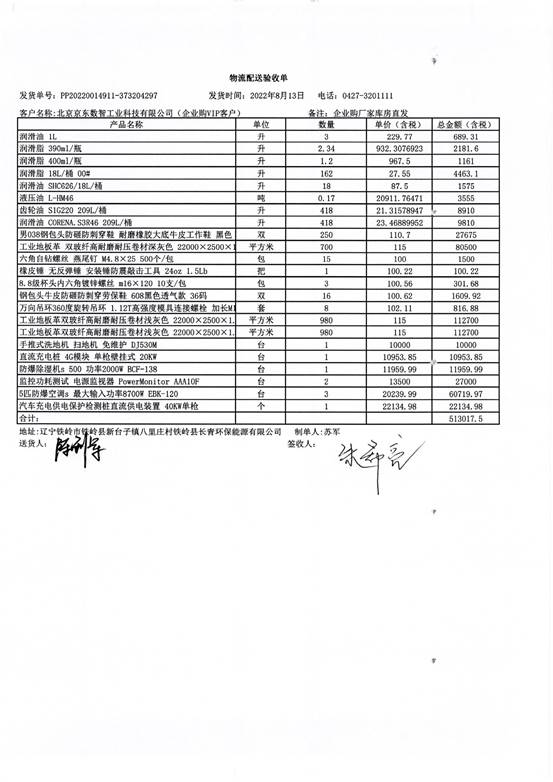 物流配送验收单
发货单号: PP20220014911-373204297 发货时间: 2022年8月13日 电话: 0427-3201111
客户名称:北京京东数智工业科技有限公司（企业购VIP客户） 备注: 企业购厂家库房直发
产品名称 单位 数量 单价（含税） 总金额（含税）
润滑油 1L 升 3 229.77 689.31
润滑脂 390ml/瓶 升 2.34 932.3076923 2181.6
润滑脂 400ml/瓶 升 1.2 967.5 1161
润滑脂 18L/桶 00# 升 162 27.55 4463.1
润滑油 SHC626/18L/桶 升 18 87.5 1575
液压油 L-HM46 吨 0.17 20911.76471 3555
齿轮油 S1G220 209L/桶 升 418 21.31578947 8910
润滑油 CORENA.S3R46 209L/桶 升 418 23.46889952 9810
男038钢包头防砸防刺穿鞋 耐磨橡胶大底牛皮工作鞋 黑色 双 250 110.7 27675
工业地板革 双玻纤高耐磨耐压卷材深灰色 22000×2500×1 平方米 700 115 80500
六角自钻螺丝 燕尾钉 M4.8×25 500个/包 包 15 100 1500
橡皮锤 无反弹锤 安装锤防震敲击工具 24oz 1.5Lb 把 1 100.22 100.22
8.8级杯头内六角镀锌螺丝 m16×120 10支/包 包 3 100.56 301.68
钢包头牛皮防砸防刺穿劳保鞋 608黑色透气款 36码 双 16 100.62 1609.92
万向吊环360度旋转吊环 1.12T高强度模具连接螺栓 加长M1 套 8 102.11 816.88
工业地板革双玻纤高耐磨耐压卷材浅灰色 22000×2500×1. 平方米 980 115 112700
工业地板革双玻纤高耐磨耐压卷材浅灰色 22000×2500×1. 平方米 980 115 112700
手推式洗地机 扫地机 免维护 DJ530M 台 1 10000 10000
直流充电桩 4G模块 单枪壁挂式 20KW 台 1 10953.85 10953.85
防爆除湿机s 500 功率2000W BCF-138 台 1 11959.99 11959.99
监控功耗测试 电源监视器 PowerMonitor AAA10F 台 2 13500 27000
5匹防爆空调s 最大输入功率8700W EBK-120 台 3 20239.99 60719.97
汽车充电供电保护检测桩直流供电装置 40KW单枪 个 1 22134.98 22134.98
合计: 513017.5
地址:辽宁铁岭市铁岭县新台子镇八里庄村铁岭县长青环保能源有限公司 制单人:苏军
送货人: 签收人: